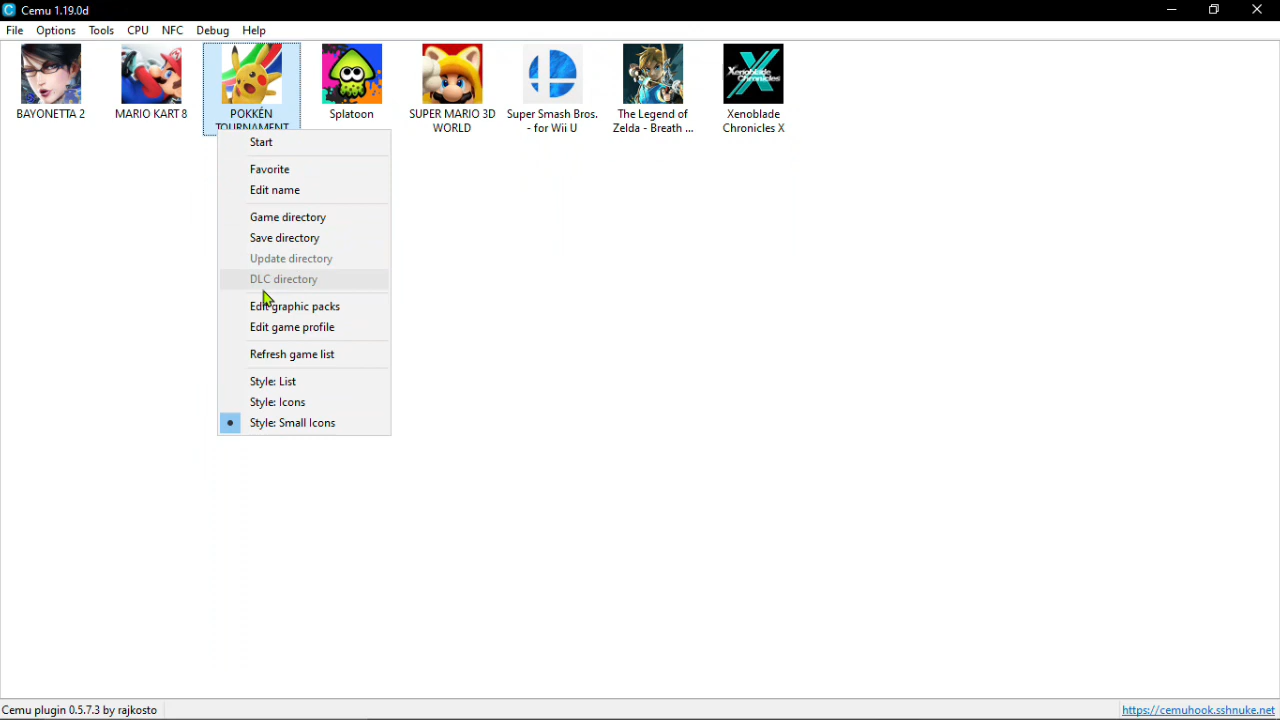 Cemu 1.19.0d
File Options Tools CPU NFC Debug Help
BAYONETTA 2
MARIO KART 8
POKKÉN
TOURNAMENT
Splatoon
SUPER MARIO 3D
WORLD
Super Smash Bros.
- for Wii U
The Legend of
Zelda - Breath ...
Xenoblade
Chronicles
Xenoblade
Chronicles X
Start
Favorite
Edit name
Game directory
Save directory
Update directory
DLC directory
Edit graphic packs
Edit game profile
Refresh game list
Style: List
Style: Icons
Style: Small Icons
Cemu plugin 0.5.7.3 by rajkosto
https://cemuhook.sshnuke.net